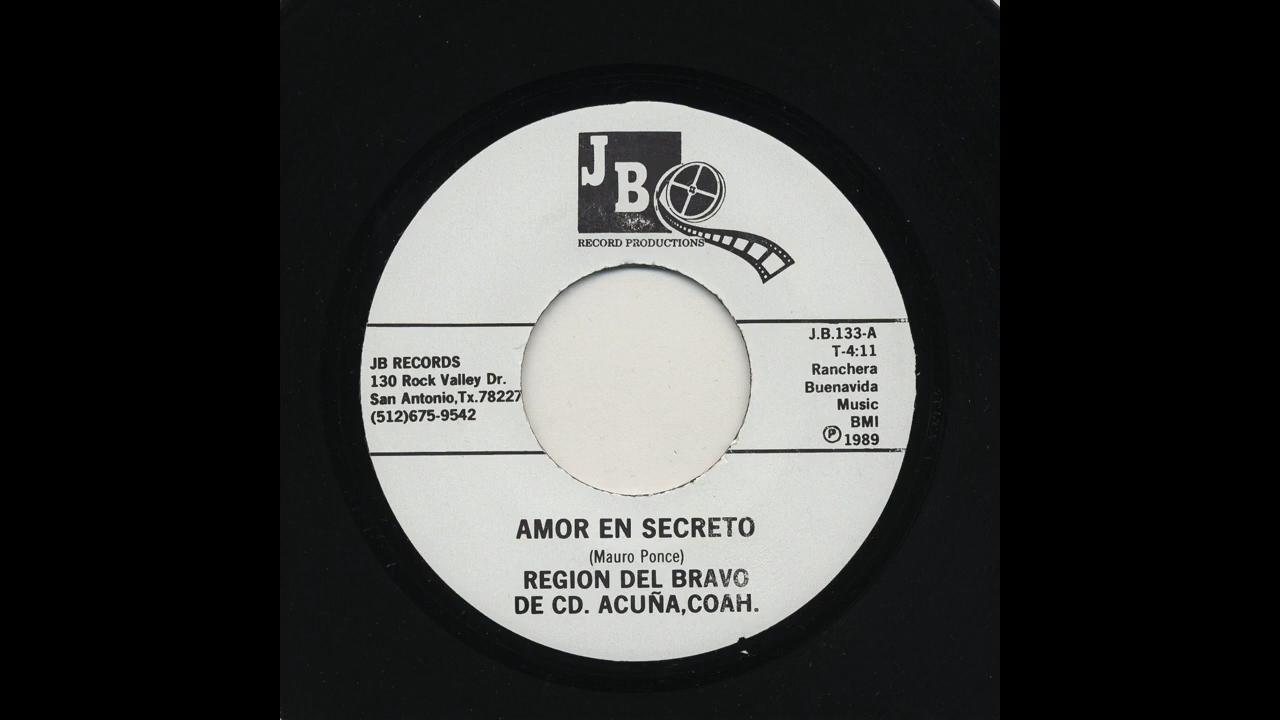 JB
RECORD PRODUCTIONS
JB RECORDS
130 Rock Valley Dr.
San Antonio,Tx.78227
(512)675-9542
J.B.133-A
T-4:11
Ranchera
Buenavida
Music
BMI
℗ 1989
AMOR EN SECRETO
(Mauro Ponce)
REGION DEL BRAVO
DE CD. ACUÑA,COAH.